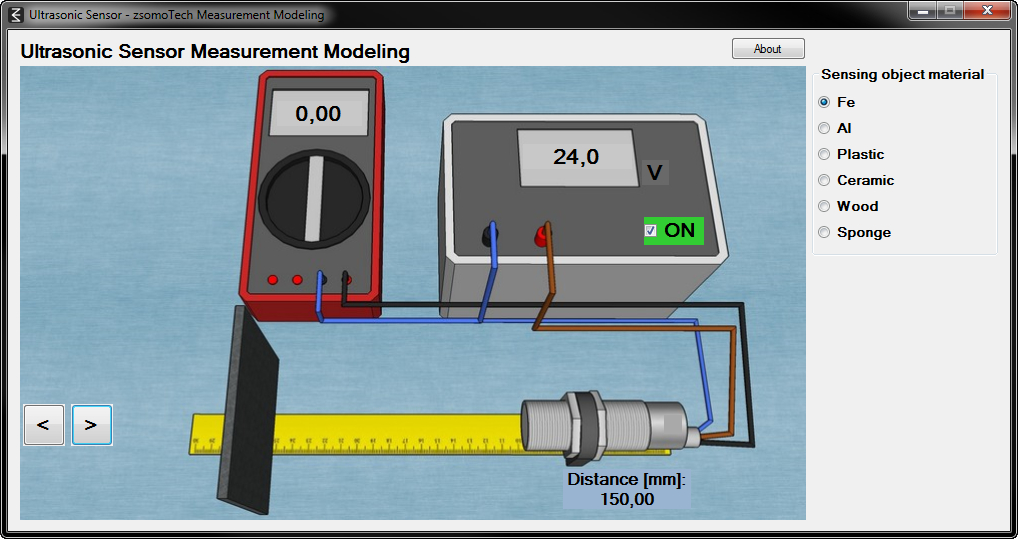 Ultrasonic Sensor - zsomoTech Measurement Modeling
Ultrasonic Sensor Measurement Modeling
About
Sensing object material
Fe
Al
Plastic
Ceramic
Wood
Sponge
0,00
24,0
V
ON
< >
Distance [mm]:
150,00